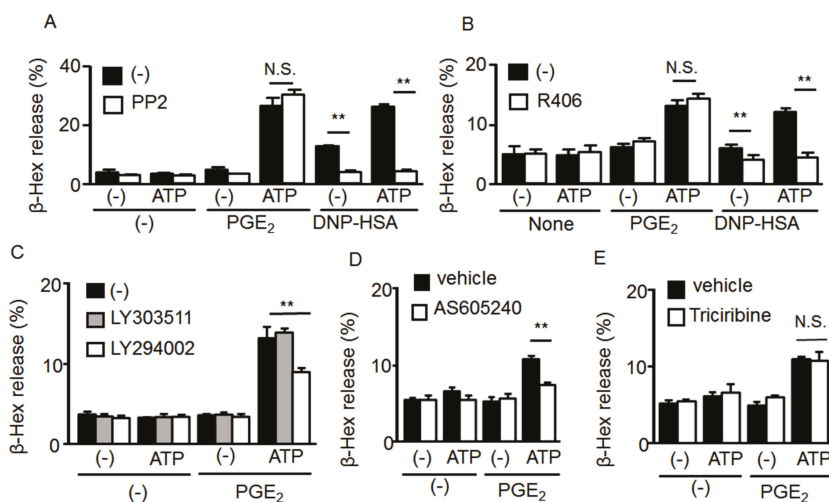 A
β-Hex release (%)
40
20
0
(-)
PP2
N.S.
**
**
(-) ATP (-) ATP (-) ATP
(-) PGE2 DNP-HSA
B
β-Hex release (%)
20
10
0
(-)
R406
N.S.
**
**
(-) ATP (-) ATP (-) ATP
None PGE2 DNP-HSA
C
β-Hex release (%)
20
10
0
(-)
LY303511
LY294002
**
(-) ATP (-) ATP
(-) PGE2
D
β-Hex release (%)
20
10
0
vehicle
AS605240
**
(-) ATP (-) ATP
(-) PGE2
E
β-Hex release (%)
20
10
0
vehicle
Triciribine
N.S.
(-) ATP (-) ATP
(-) PGE2